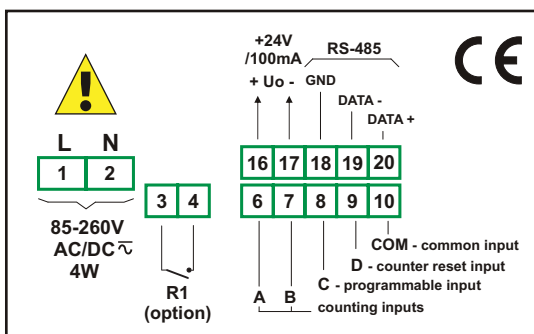 +24V
/100mA
RS-485
CE
+ Uo -
GND
DATA -
DATA +
L N
1 2
16 17 18 19 20
3 4
6 7 8 9 10
85-260V
AC/DC
4W
R1
(option)
COM - common input
D - counter reset input
C - programmable input
A B
counting inputs